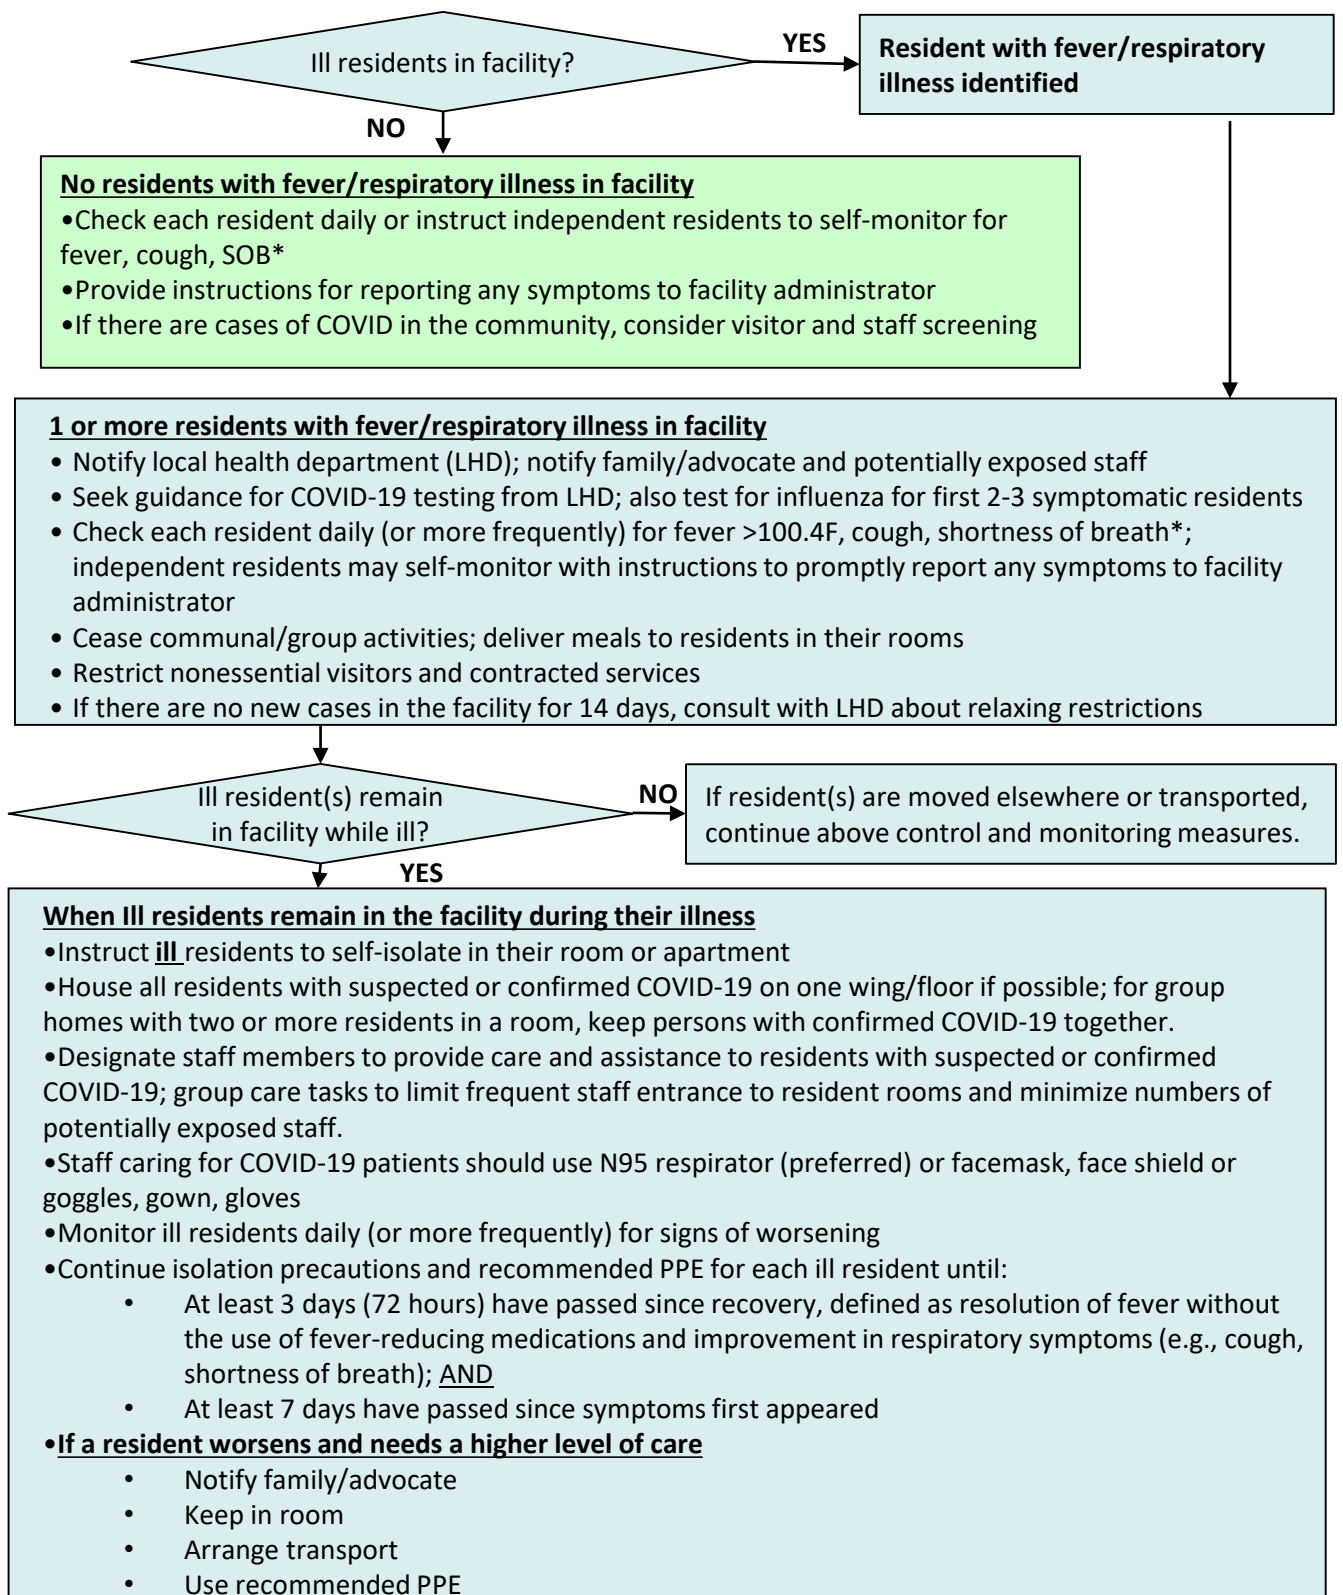 Ill residents in facility?
YES
Resident with fever/respiratory
illness identified
NO
No residents with fever/respiratory illness in facility
•Check each resident daily or instruct independent residents to self-monitor for
fever, cough, SOB*
•Provide instructions for reporting any symptoms to facility administrator
•If there are cases of COVID in the community, consider visitor and staff screening
1 or more residents with fever/respiratory illness in facility
• Notify local health department (LHD); notify family/advocate and potentially exposed staff
• Seek guidance for COVID-19 testing from LHD; also test for influenza for first 2-3 symptomatic residents
• Check each resident daily (or more frequently) for fever >100.4F, cough, shortness of breath*;
independent residents may self-monitor with instructions to promptly report any symptoms to facility
administrator
• Cease communal/group activities; deliver meals to residents in their rooms
• Restrict nonessential visitors and contracted services
• If there are no new cases in the facility for 14 days, consult with LHD about relaxing restrictions
Ill resident(s) remain
in facility while ill?
NO
If resident(s) are moved elsewhere or transported,
continue above control and monitoring measures.
YES
When Ill residents remain in the facility during their illness
•Instruct ill residents to self-isolate in their room or apartment
•House all residents with suspected or confirmed COVID-19 on one wing/floor if possible; for group
homes with two or more residents in a room, keep persons with confirmed COVID-19 together.
•Designate staff members to provide care and assistance to residents with suspected or confirmed
COVID-19; group care tasks to limit frequent staff entrance to resident rooms and minimize numbers of
potentially exposed staff.
•Staff caring for COVID-19 patients should use N95 respirator (preferred) or facemask, face shield or
goggles, gown, gloves
•Monitor ill residents daily (or more frequently) for signs of worsening
•Continue isolation precautions and recommended PPE for each ill resident until:
• At least 3 days (72 hours) have passed since recovery, defined as resolution of fever without
the use of fever-reducing medications and improvement in respiratory symptoms (e.g., cough,
shortness of breath); AND
• At least 7 days have passed since symptoms first appeared
•If a resident worsens and needs a higher level of care
• Notify family/advocate
• Keep in room
• Arrange transport
• Use recommended PPE